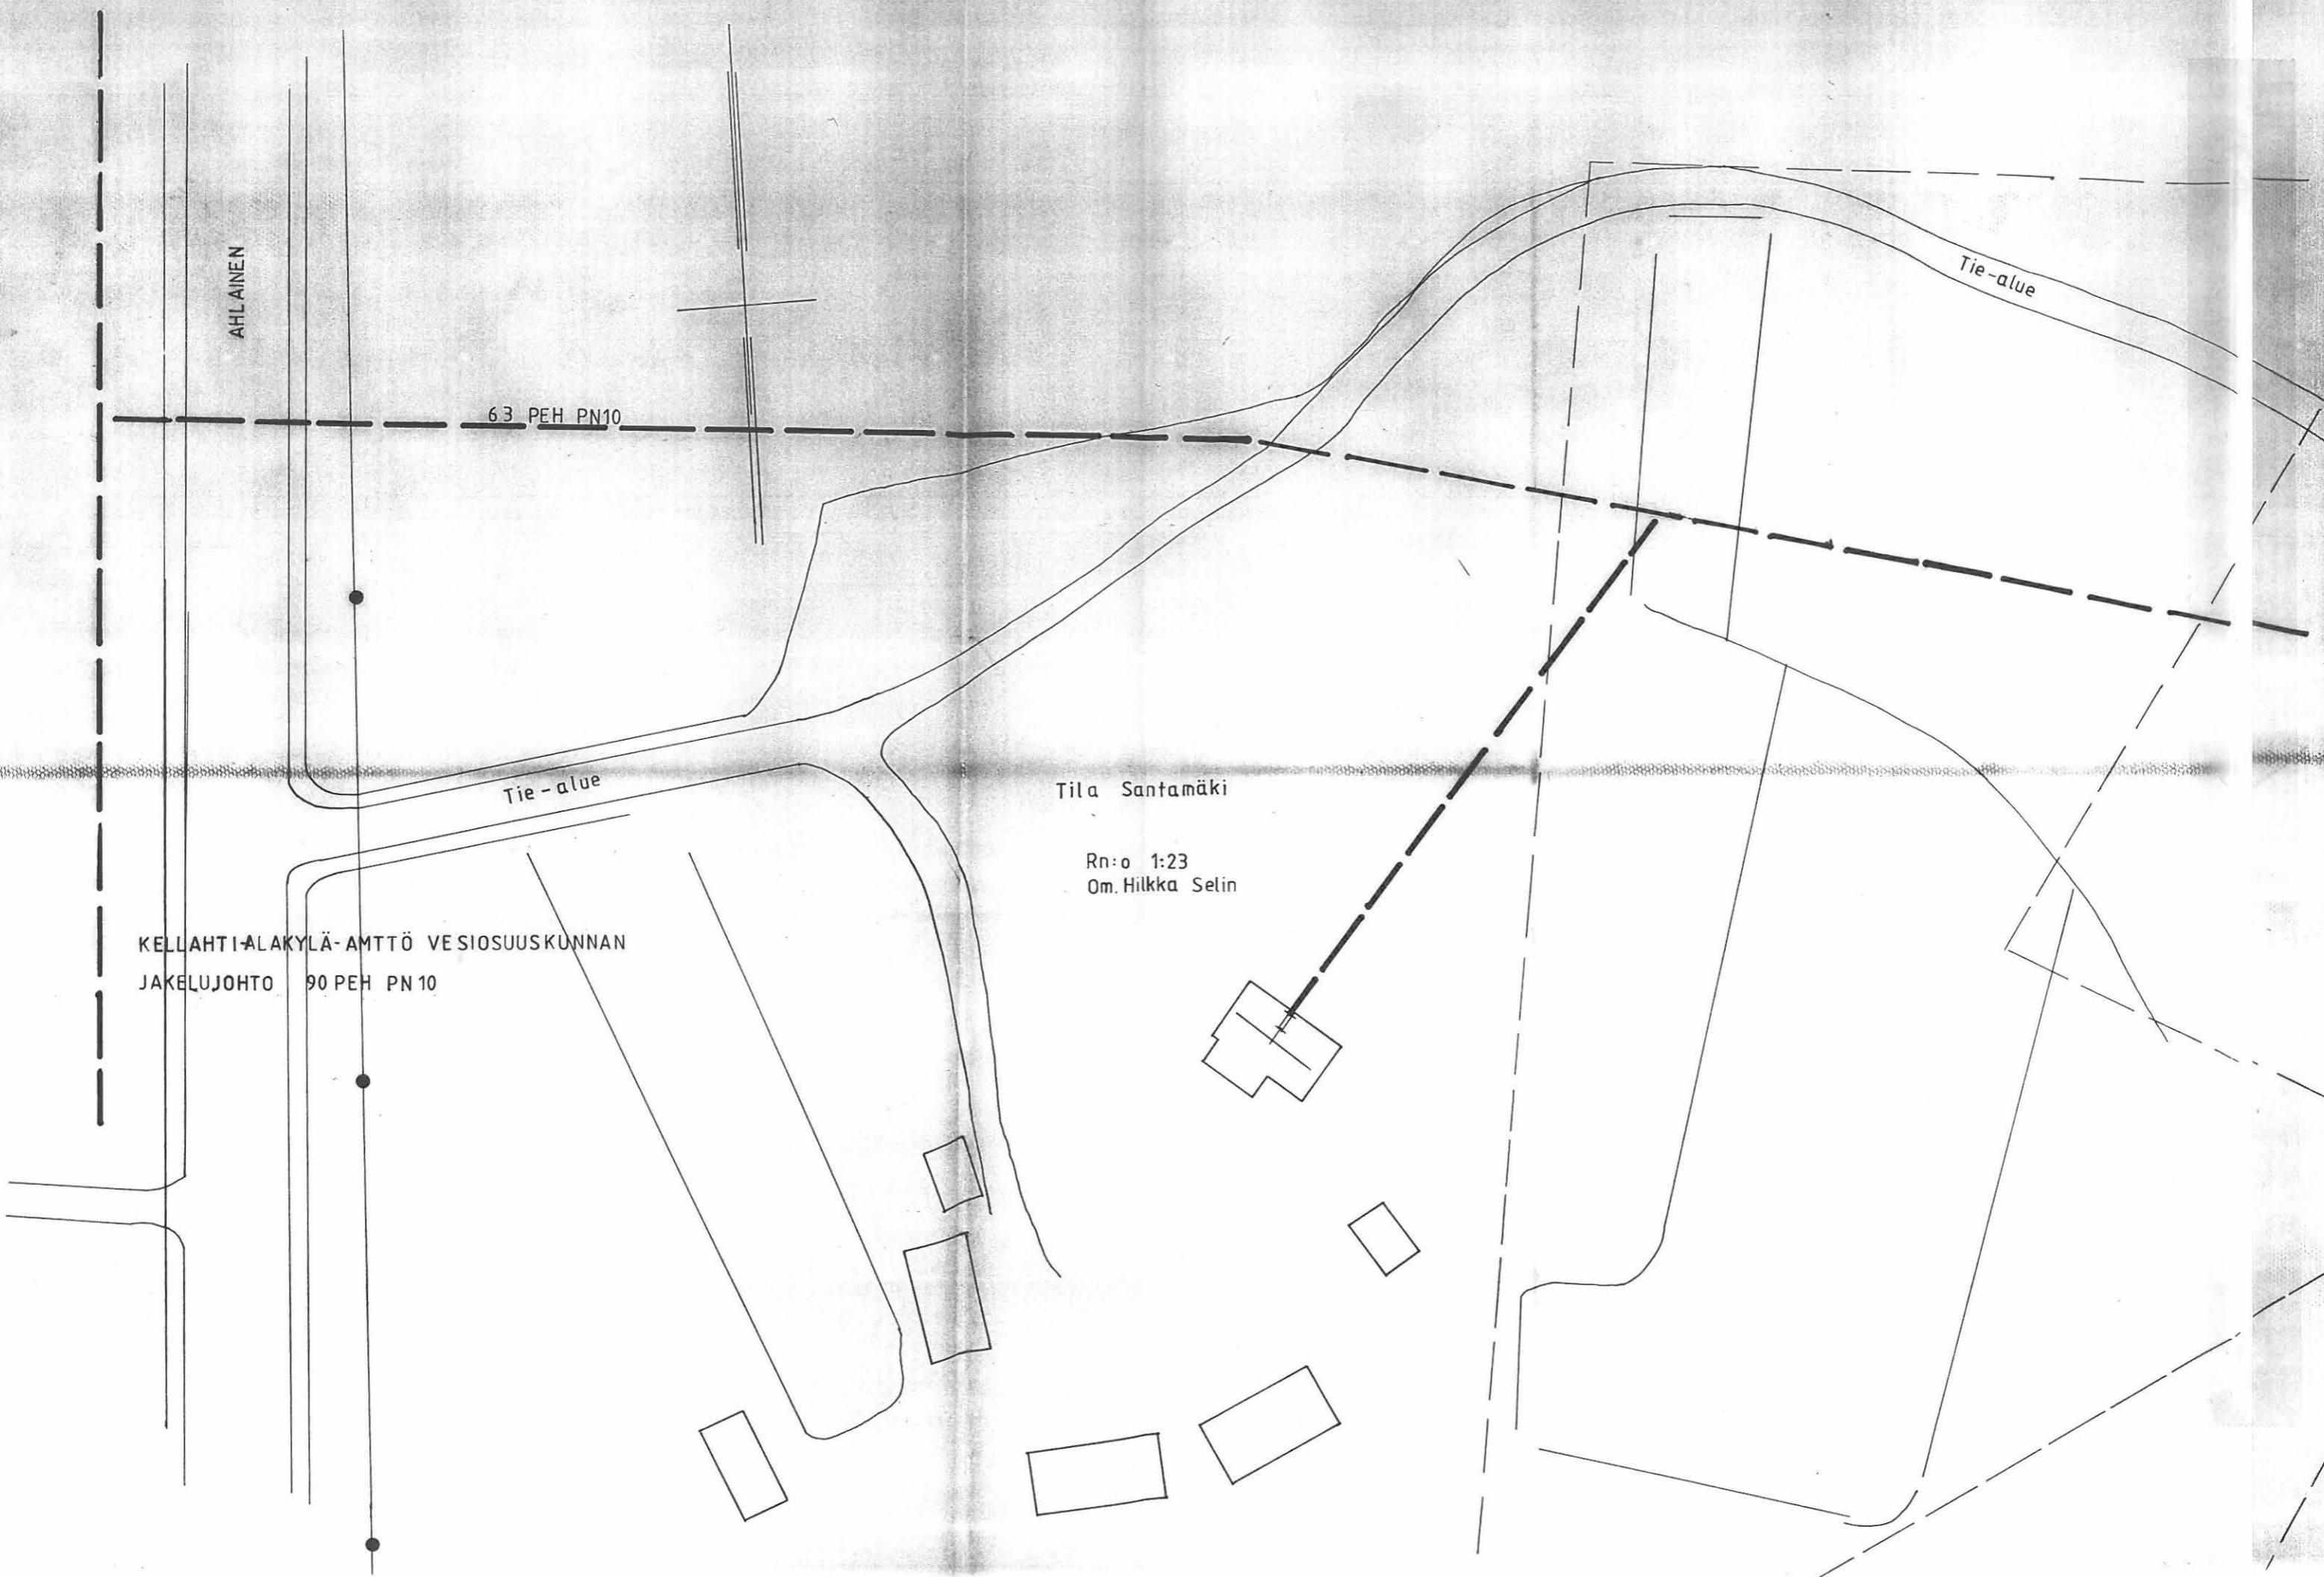 AHLAINEN
Tie-alue
63 PEH PN10
Tie-alue
Tila Santamäki
Rn:o 1:23
Om. Hilkka Selin
KELLAHTI-ALAKYLÄ-AMTTÖ VESIOSUUSKUNNAN
JAKELUJOHTO 90 PEH PN 10